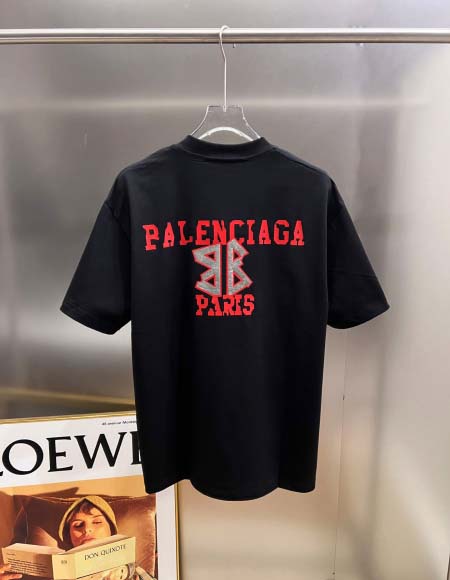 PALENCIAGA
BB
PARIS
LOEWE
DON QUIXOTE